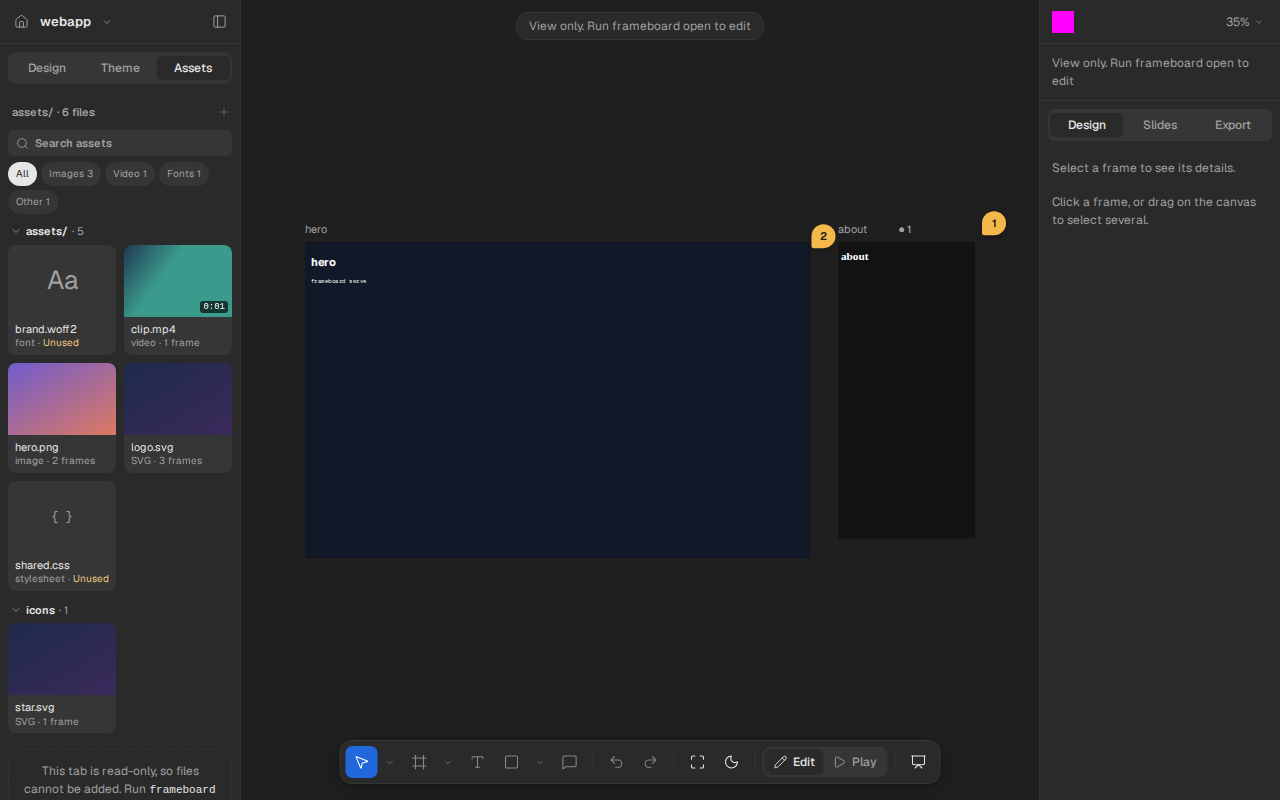 webapp
View only. Run frameboard open to edit
35%
Design Theme Assets
View only. Run frameboard open to
edit
assets/ · 6 files
Search assets
All Images 3 Video 1 Fonts 1
Other 1
Design Slides Export
Select a frame to see its details.
Click a frame, or drag on the canvas
to select several.
assets/ · 5
Aa
0:01
brand.woff2
font · Unused
clip.mp4
video · 1 frame
hero.png
image · 2 frames
logo.svg
SVG · 3 frames
{ }
shared.css
stylesheet · Unused
icons · 1
star.svg
SVG · 1 frame
This tab is read-only, so files
cannot be added. Run frameboard
hero
2
about
1
1
hero
frameboard serve
about
Edit Play